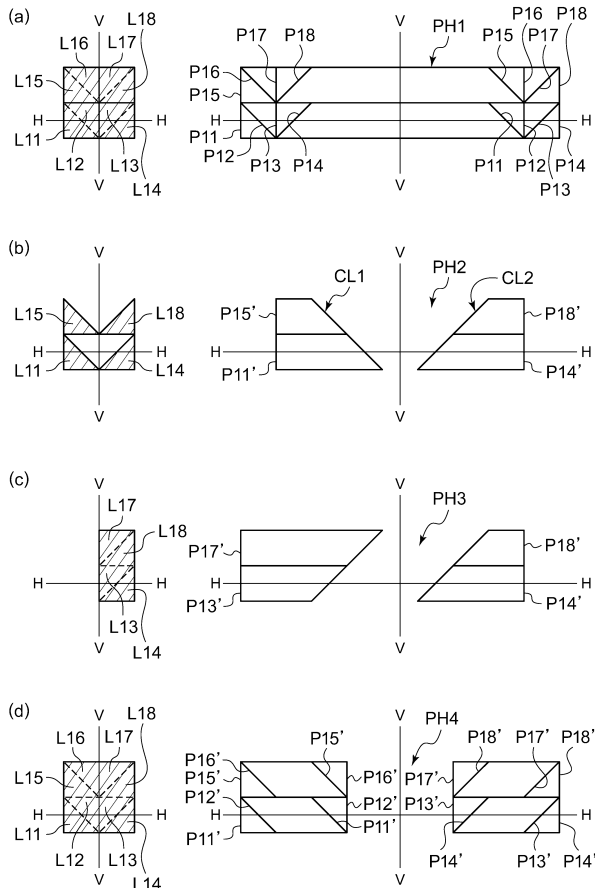 (a)
V V
L16 L17 L18
L15
H H
L11
L12 L13
L14
V
P17 P18 PH1 P15 P16 P17 P18
P16
P15
H H
P11
P12 P13 P14 P11 P12 P14
P13
V
(b)
V V
CL1 PH2 CL2
L15 L18
P15’ P18’
H H H H
L11 L14
P11’ P14’
V V
(c)
V V
L17
L18
PH3
P17’ P18’
H H H H
L13
L14
P13’ P14’
V V
(d)
V V
L16 L17 L18
L15
H H
L11
L12 L13
L14
V
PH4
P15’ P18’ P17’ P18’
P16’ P16’ P17’
P15’
P12’ P12’ P13’
H H
P11’ P11’
P14’ P13’ P14’
V